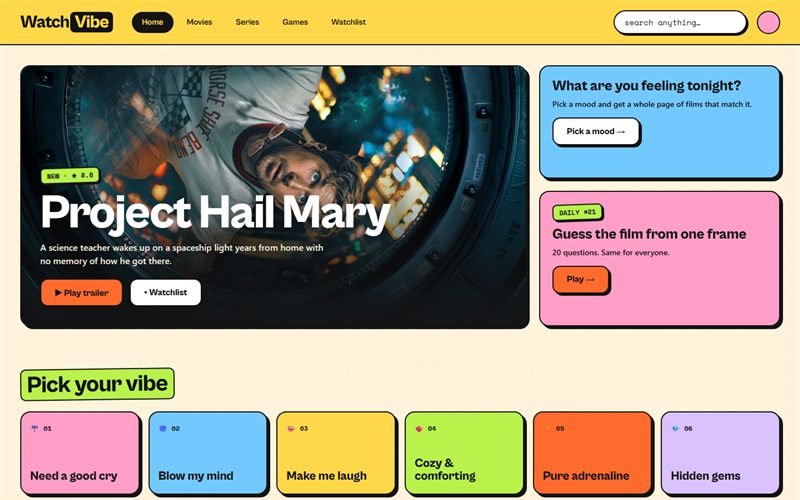 Watch Vibe
Home Movies Series Games Watchlist
search anything…
HORSE SHOE BEND
NEW · ★ 8.6
Project Hail Mary
A science teacher wakes up on a spaceship light years from home with
no memory of how he got there.
▶ Play trailer
+ Watchlist
What are you feeling tonight?
Pick a mood and get a whole page of films that match it.
Pick a mood →
DAILY #21
Guess the film from one frame
20 questions. Same for everyone.
Play →
Pick your vibe
01
Need a good cry
02
Blow my mind
03
Make me laugh
04
Cozy &
comforting
05
Pure adrenaline
06
Hidden gems